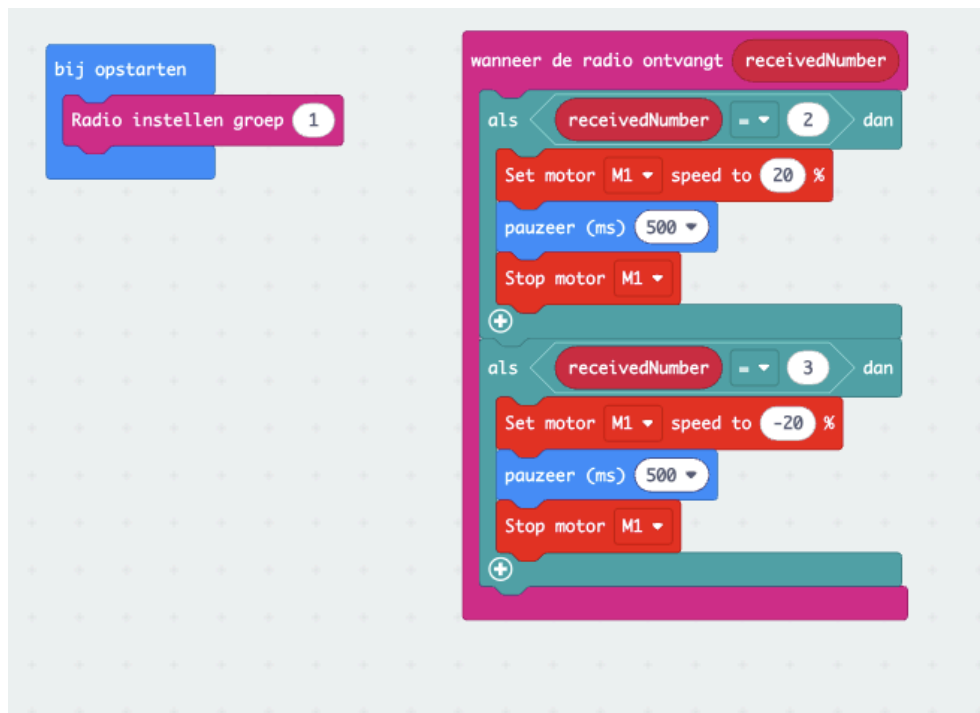 bij opstarten
Radio instellen groep 1
wanneer de radio ontvangt receivedNumber
als receivedNumber = 2 dan
Set motor M1 speed to 20 %
pauzeer (ms) 500
Stop motor M1
als receivedNumber = 3 dan
Set motor M1 speed to -20 %
pauzeer (ms) 500
Stop motor M1